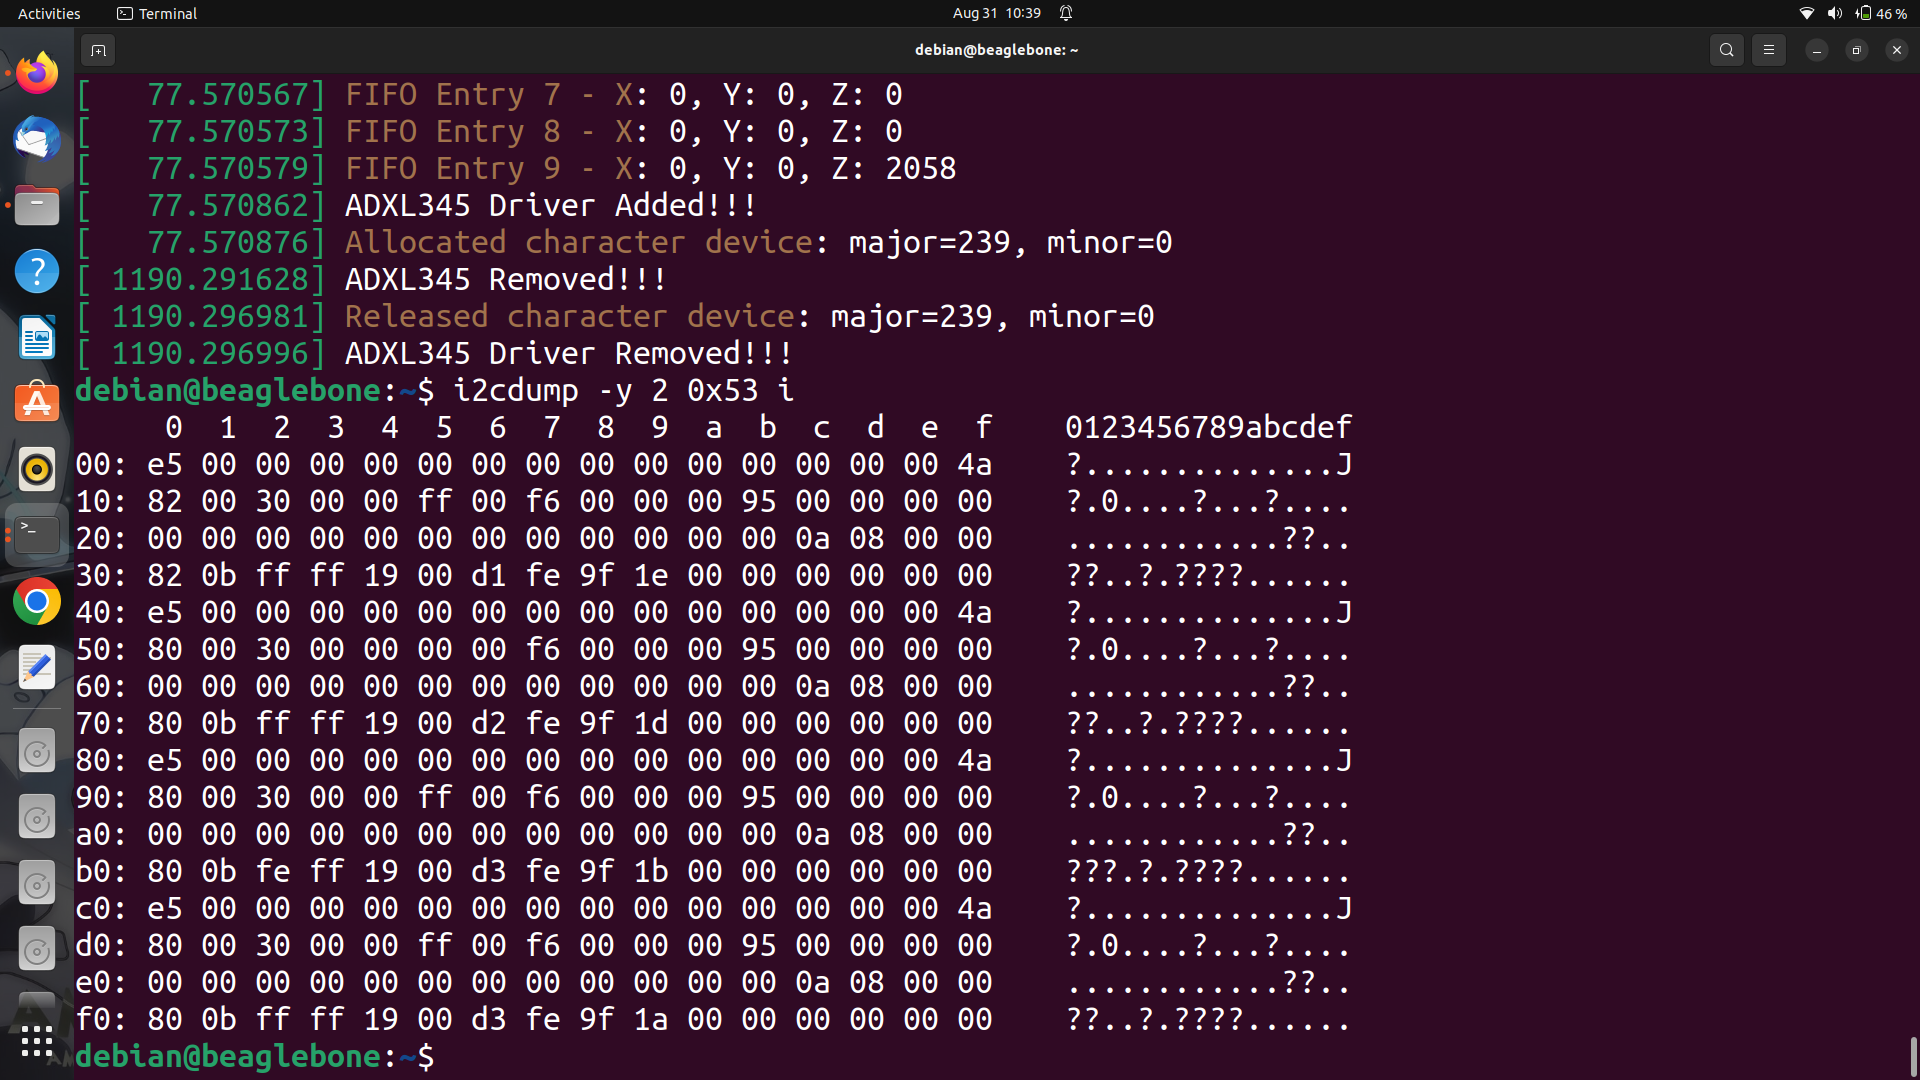 Activities Terminal Aug 31 10:39 46 %
debian@beaglebone: ~
[   77.570567] FIFO Entry 7 - X: 0, Y: 0, Z: 0
[   77.570573] FIFO Entry 8 - X: 0, Y: 0, Z: 0
[   77.570579] FIFO Entry 9 - X: 0, Y: 0, Z: 2058
[   77.570862] ADXL345 Driver Added!!!
[   77.570876] Allocated character device: major=239, minor=0
[ 1190.291628] ADXL345 Removed!!!
[ 1190.296981] Released character device: major=239, minor=0
[ 1190.296996] ADXL345 Driver Removed!!!
debian@beaglebone:~$ i2cdump -y 2 0x53 i
     0  1  2  3  4  5  6  7  8  9  a  b  c  d  e  f    0123456789abcdef
00: e5 00 00 00 00 00 00 00 00 00 00 00 00 00 00 4a    ?..............J
10: 82 00 30 00 00 ff 00 f6 00 00 00 95 00 00 00 00    ?.0....?...?....
20: 00 00 00 00 00 00 00 00 00 00 00 00 0a 08 00 00    ............??..
30: 82 0b ff ff 19 00 d1 fe 9f 1e 00 00 00 00 00 00    ??..?.????......
40: e5 00 00 00 00 00 00 00 00 00 00 00 00 00 00 4a    ?..............J
50: 80 00 30 00 00 00 00 f6 00 00 00 95 00 00 00 00    ?.0....?...?....
60: 00 00 00 00 00 00 00 00 00 00 00 00 0a 08 00 00    ............??..
70: 80 0b ff ff 19 00 d2 fe 9f 1d 00 00 00 00 00 00    ??..?.????......
80: e5 00 00 00 00 00 00 00 00 00 00 00 00 00 00 4a    ?..............J
90: 80 00 30 00 00 ff 00 f6 00 00 00 95 00 00 00 00    ?.0....?...?....
a0: 00 00 00 00 00 00 00 00 00 00 00 00 0a 08 00 00    ............??..
b0: 80 0b fe ff 19 00 d3 fe 9f 1b 00 00 00 00 00 00    ???.?.????......
c0: e5 00 00 00 00 00 00 00 00 00 00 00 00 00 00 4a    ?..............J
d0: 80 00 30 00 00 ff 00 f6 00 00 00 95 00 00 00 00    ?.0....?...?....
e0: 00 00 00 00 00 00 00 00 00 00 00 00 0a 08 00 00    ............??..
f0: 80 0b ff ff 19 00 d3 fe 9f 1a 00 00 00 00 00 00    ??..?.????......
debian@beaglebone:~$